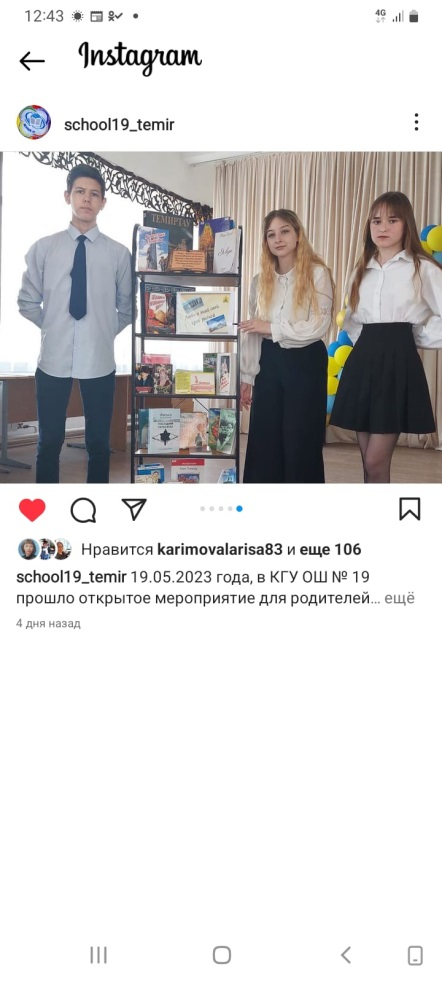 12:43
4G
Instagram
school19_temir
ТЕМИРТАУ
Нравится karimovalarisa83 и еще 106
school19_temir 19.05.2023 года, в КГУ ОШ № 19
прошло открытое мероприятие для родителей... ещё
4 дня назад